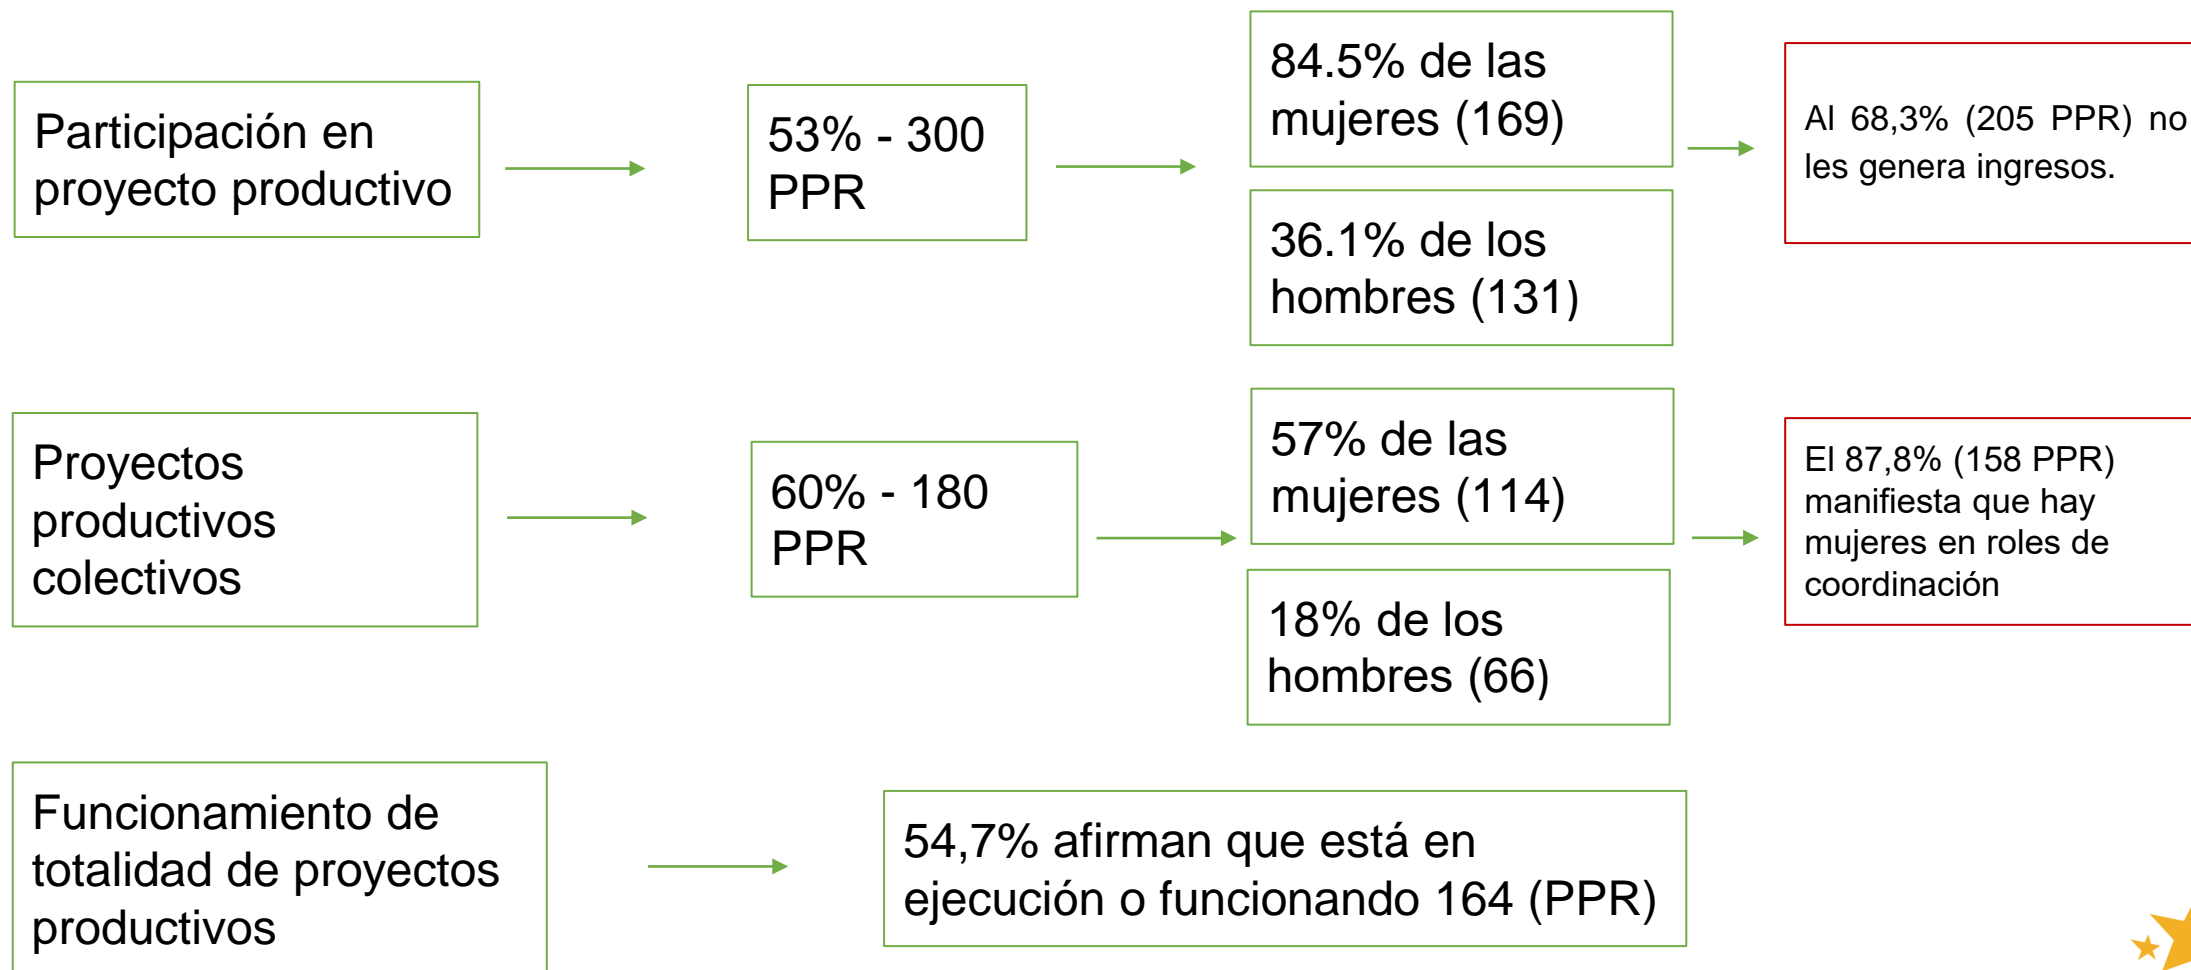 Participación en
proyecto productivo
53% - 300
PPR
84.5% de las
mujeres (169)
36.1% de los
hombres (131)
Al 68,3% (205 PPR) no
les genera ingresos.
Proyectos
productivos
colectivos
60% - 180
PPR
57% de las
mujeres (114)
18% de los
hombres (66)
El 87,8% (158 PPR)
manifiesta que hay
mujeres en roles de
coordinación
Funcionamiento de
totalidad de proyectos
productivos
54,7% afirman que está en
ejecución o funcionando 164 (PPR)